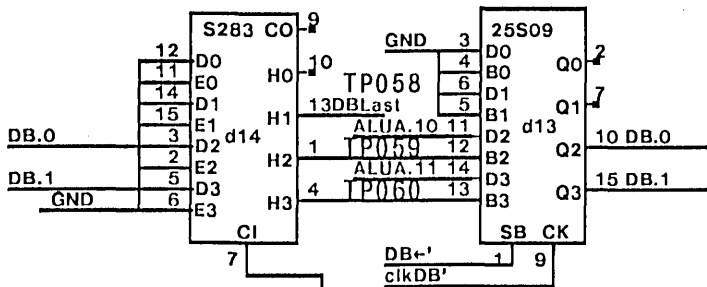 S283 CO 9 25S09
12 D0 GND 3 D0 2
11 E0 H0 10 4 B0 Q0
14 D1 TP058 6 D1 7
15 E1 H1 13 DBLast 5 B1 Q1
DB.0 3 D2 d14 ALUA.10 11 D2 d13 10 DB.0
2 E2 H2 1 TP059 12 B2 Q2
DB.1 5 D3 ALUA.11 14 D3 15 DB.1
GND 6 E3 H3 4 TP060 13 B3 Q3
CI SB CK
7 DB←' 1 9
clkDB'